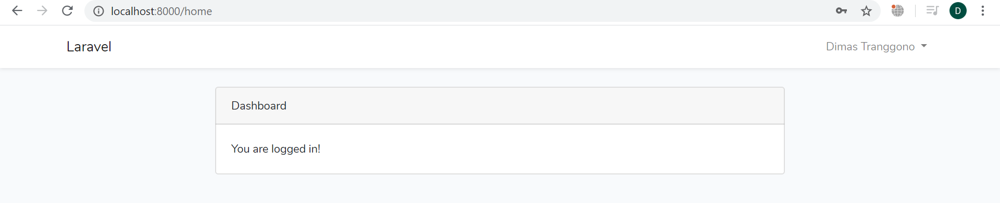 localhost:8000/home
D
Laravel
Dimas Tranggono
Dashboard
You are logged in!